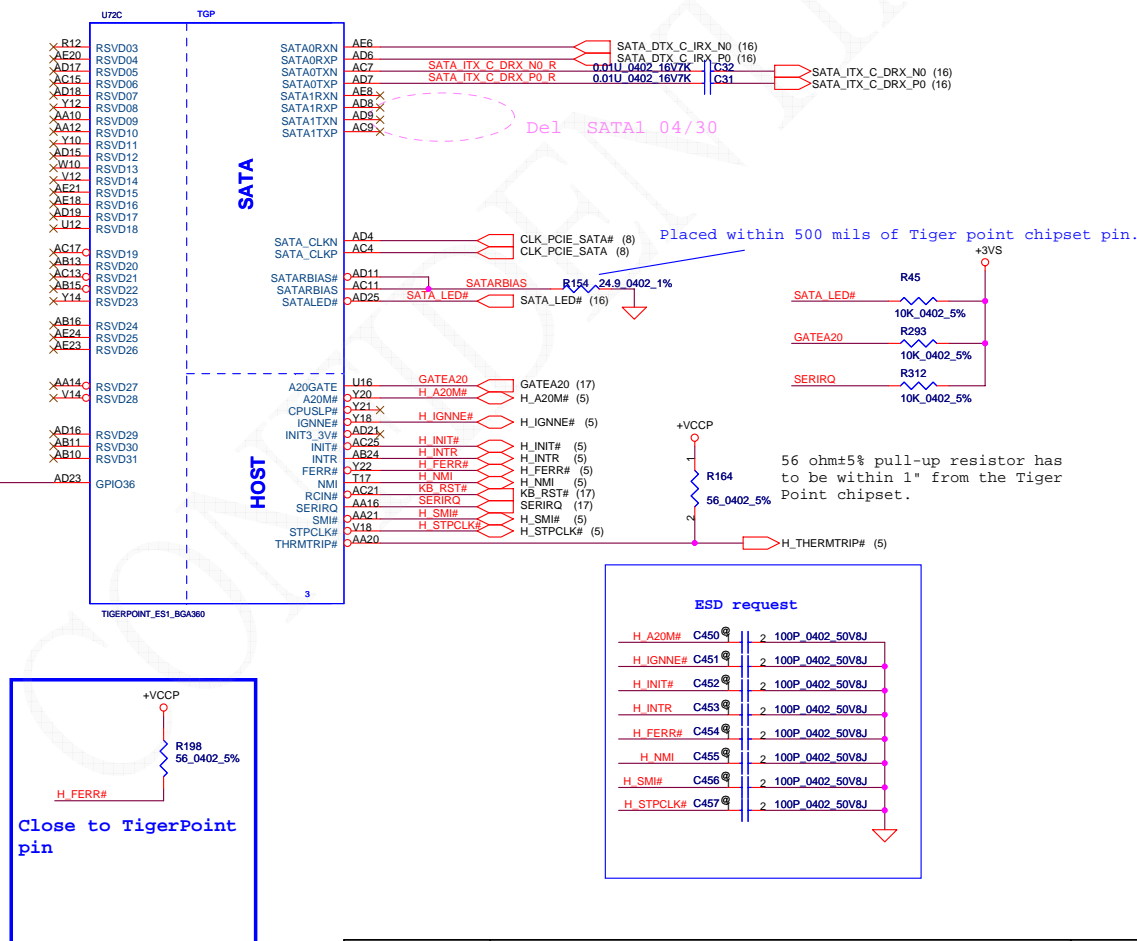 U72C
TGP
R12 RSVD03
AE20 RSVD04
AD17 RSVD05
AC15 RSVD06
AD18 RSVD07
Y12 RSVD08
AA10 RSVD09
AA12 RSVD10
Y10 RSVD11
AD15 RSVD12
W10 RSVD13
V12 RSVD14
AE21 RSVD15
AE18 RSVD16
AD19 RSVD17
U12 RSVD18
AC17 RSVD19
AB13 RSVD20
AC13 RSVD21
AB15 RSVD22
Y14 RSVD23
AB16 RSVD24
AE24 RSVD25
AE23 RSVD26
AA14 RSVD27
V14 RSVD28
AD16 RSVD29
AB11 RSVD30
AB10 RSVD31
AD23 GPIO36
SATA
HOST
3
TIGERPOINT_ES1_BGA360
SATA0RXN AE6 SATA_DTX_C_IRX_N0 (16)
SATA0RXP AD6 SATA_DTX_C_IRX_P0 (16)
SATA0TXN AC7 SATA_ITX_C_DRX_N0_R 0.01U_0402_16V7K C32 SATA_ITX_C_DRX_N0 (16)
SATA0TXP AD7 SATA_ITX_C_DRX_P0_R 0.01U_0402_16V7K C31 SATA_ITX_C_DRX_P0 (16)
SATA1RXN AE8
SATA1RXP AD8
SATA1TXN AD9
SATA1TXP AC9
Del SATA1 04/30
SATA_CLKN AD4 CLK_PCIE_SATA# (8)
SATA_CLKP AC4 CLK_PCIE_SATA (8)
SATARBIAS# AD11
SATARBIAS AC11 SATARBIAS R154 24.9_0402_1%
SATALED# AD25 SATA_LED# SATA_LED# (16)
Placed within 500 mils of Tiger point chipset pin.
+3VS
SATA_LED# R45 10K_0402_5%
GATEA20 R293 10K_0402_5%
SERIRQ R312 10K_0402_5%
A20GATE U16 GATEA20 GATEA20 (17)
A20M# Y20 H_A20M# H_A20M# (5)
CPUSLP# Y21
IGNNE# Y18 H_IGNNE# H_IGNNE# (5)
INIT3_3V# AD21
INIT# AC25 H_INIT# H_INIT# (5)
INTR AB24 H_INTR H_INTR (5)
FERR# Y22 H_FERR# H_FERR# (5)
NMI T17 H_NMI H_NMI (5)
RCIN# AC21 KB_RST# KB_RST# (17)
SERIRQ AA16 SERIRQ SERIRQ (17)
SMI# AA21 H_SMI# H_SMI# (5)
STPCLK# V18 H_STPCLK# H_STPCLK# (5)
THRMTRIP# AA20 H_THERMTRIP# (5)
+VCCP
1
R164
56_0402_5%
2
56 ohm±5% pull-up resistor has
to be within 1" from the Tiger
Point chipset.
ESD request
H_A20M# C450 @ 2 100P_0402_50V8J
H_IGNNE# C451 @ 2 100P_0402_50V8J
H_INIT# C452 @ 2 100P_0402_50V8J
H_INTR C453 @ 2 100P_0402_50V8J
H_FERR# C454 @ 2 100P_0402_50V8J
H_NMI C455 @ 2 100P_0402_50V8J
H_SMI# C456 @ 2 100P_0402_50V8J
H_STPCLK# C457 @ 2 100P_0402_50V8J
+VCCP
R198
56_0402_5%
H_FERR#
Close to TigerPoint
pin